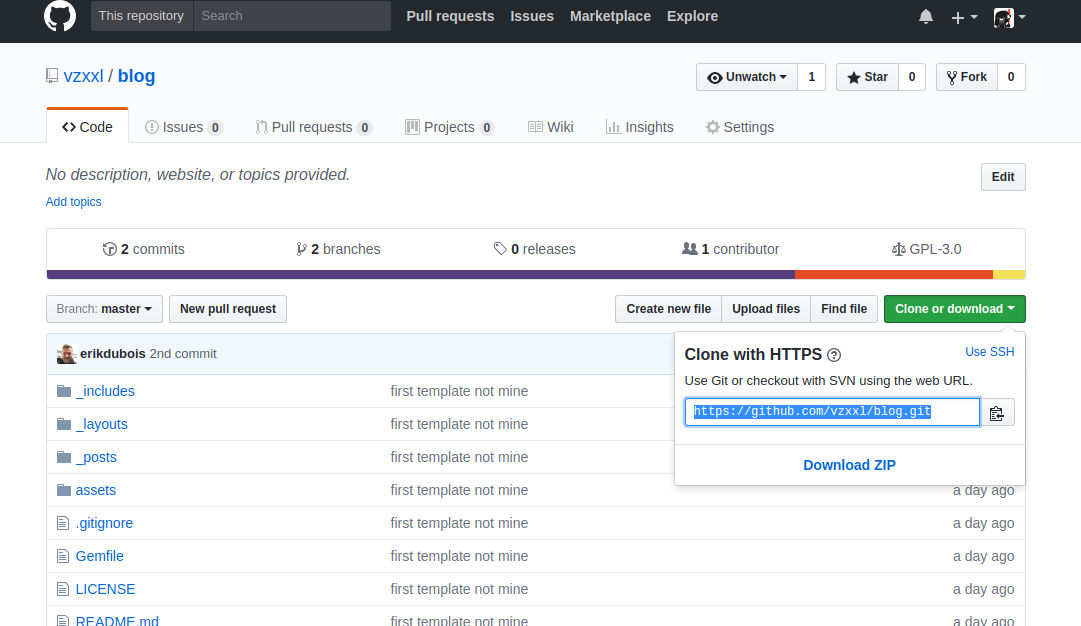 This repository Search Pull requests Issues Marketplace Explore
vzxxl / blog Unwatch 1 Star 0 Fork 0
Code Issues 0 Pull requests 0 Projects 0 Wiki Insights Settings
No description, website, or topics provided. Edit
Add topics
2 commits 2 branches 0 releases 1 contributor GPL-3.0
Branch: master New pull request Create new file Upload files Find file Clone or download
erikdubois 2nd commit
Clone with HTTPS Use SSH
Use Git or checkout with SVN using the web URL.
https://github.com/vzxxl/blog.git
Download ZIP
_includes first template not mine
_layouts first template not mine
_posts first template not mine
assets first template not mine a day ago
.gitignore first template not mine a day ago
Gemfile first template not mine a day ago
LICENSE first template not mine a day ago
README.md first template not mine a day ago